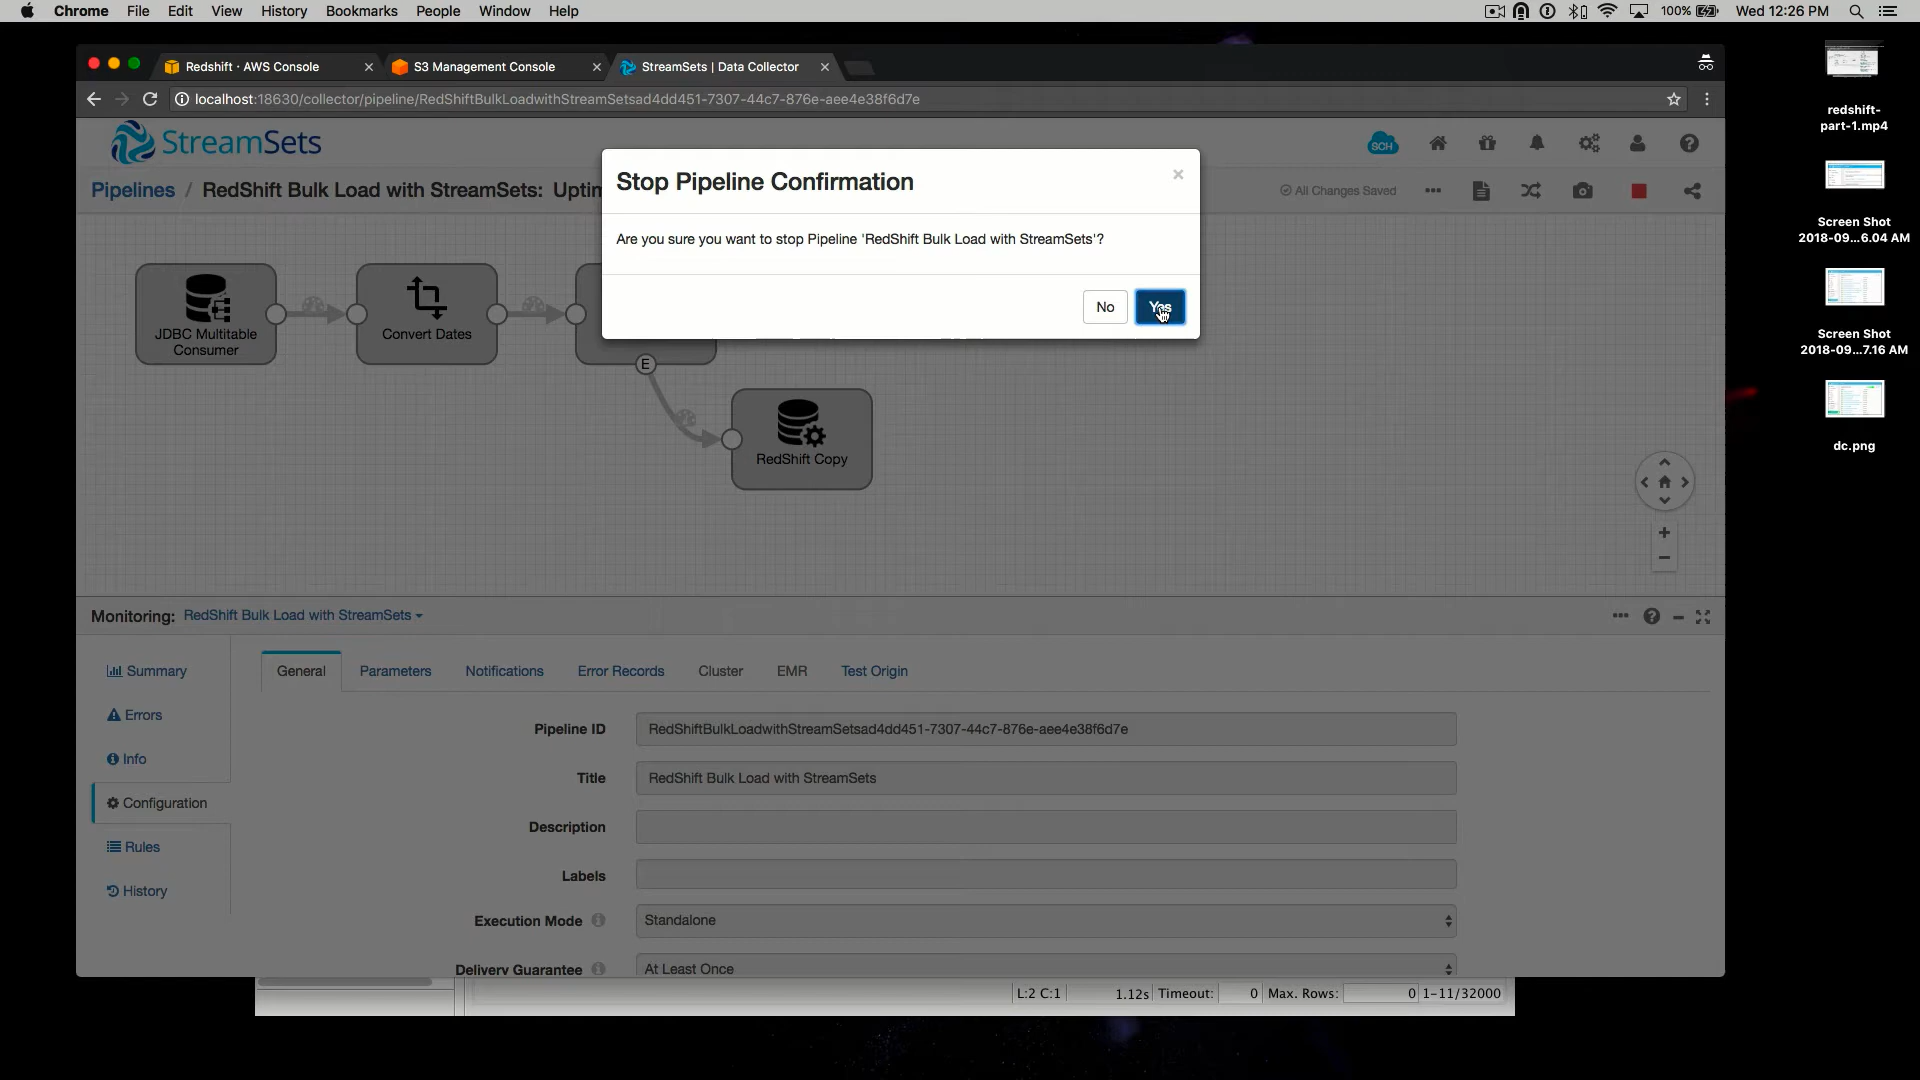 Chrome File Edit View History Bookmarks People Window Help 100% Wed 12:26 PM
Redshift · AWS Console
S3 Management Console
StreamSets | Data Collector
localhost:18630/collector/pipeline/RedShiftBulkLoadwithStreamSetsad4dd451-7307-44c7-876e-aee4e38f6d7e
StreamSets
SCH
Pipelines / RedShift Bulk Load with StreamSets:
All Changes Saved
Stop Pipeline Confirmation
×
Are you sure you want to stop Pipeline 'RedShift Bulk Load with StreamSets'?
No
Yes
JDBC Multitable
Consumer
Convert Dates
E
RedShift Copy
Monitoring: RedShift Bulk Load with StreamSets
Summary
Errors
Info
Configuration
Rules
History
General Parameters Notifications Error Records Cluster EMR Test Origin
Pipeline ID RedShiftBulkLoadwithStreamSetsad4dd451-7307-44c7-876e-aee4e38f6d7e
Title RedShift Bulk Load with StreamSets
Description
Labels
Execution Mode Standalone
Delivery Guarantee At Least Once
L:2 C:1 1.12s Timeout: 0 Max. Rows: 0 1-11/32000
redshift-
part-1.mp4
Screen Shot
2018-09...6.04 AM
Screen Shot
2018-09...7.16 AM
dc.png